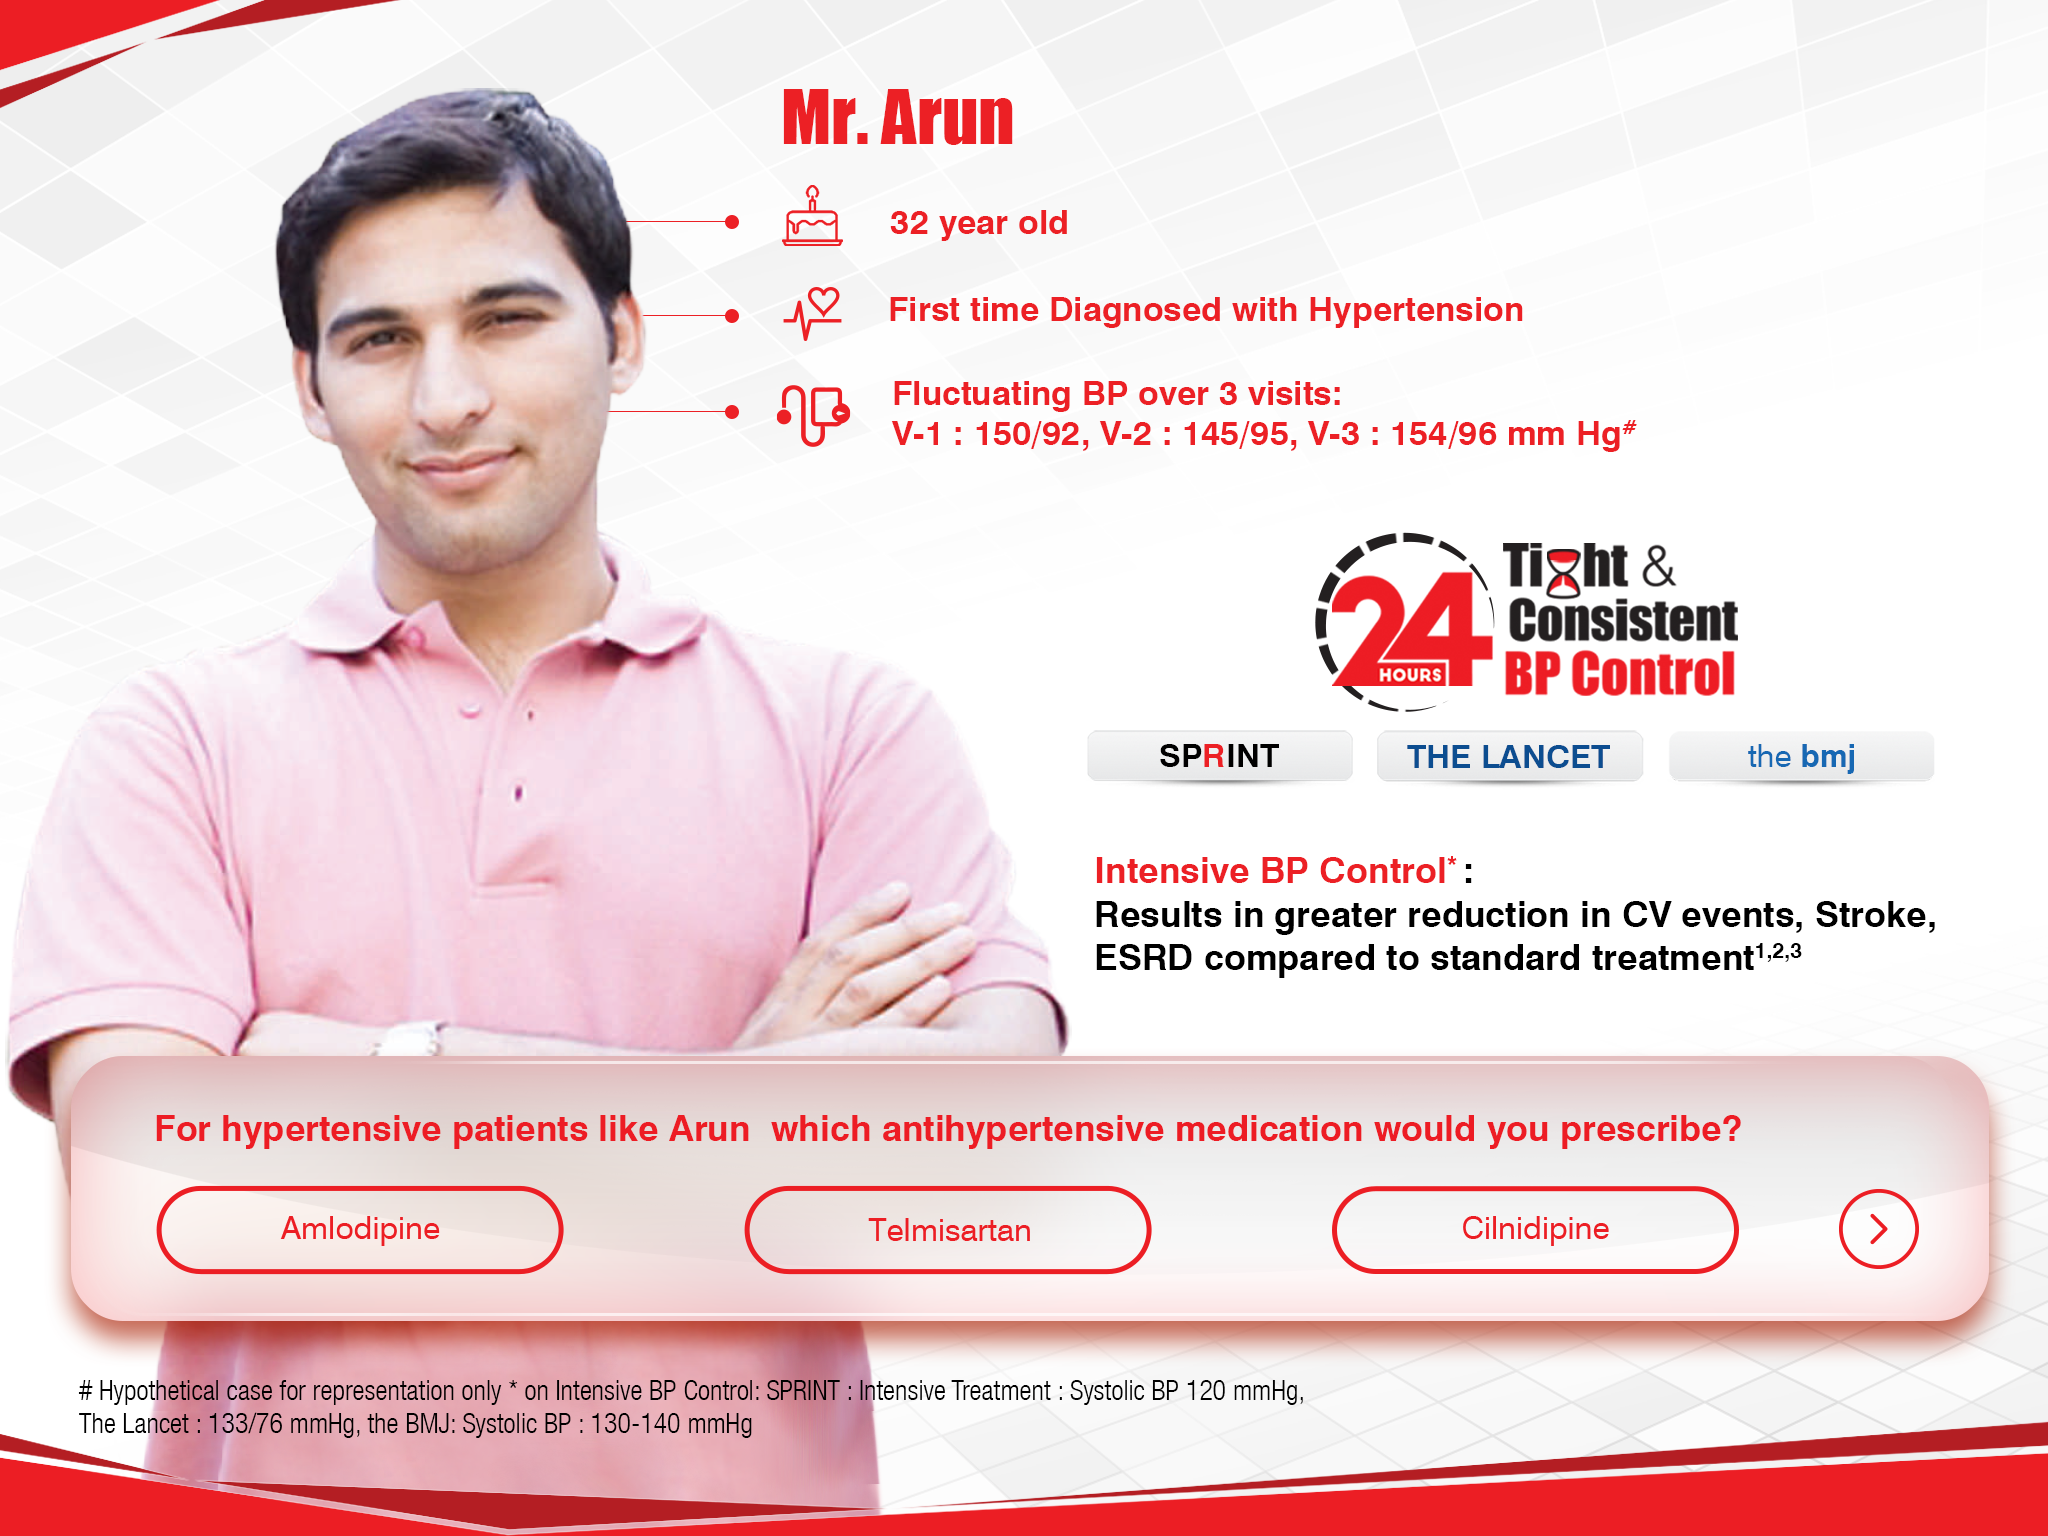 Mr. Arun
32 year old
First time Diagnosed with Hypertension
Fluctuating BP over 3 visits:
V-1 : 150/92, V-2 : 145/95, V-3 : 154/96 mm Hg#
24
HOURS
Tight &
Consistent
BP Control
SPRINT
THE LANCET
the bmj
Intensive BP Control* :
Results in greater reduction in CV events, Stroke,
ESRD compared to standard treatment1,2,3
For hypertensive patients like Arun which antihypertensive medication would you prescribe?
Amlodipine
Telmisartan
Cilnidipine
# Hypothetical case for representation only * on Intensive BP Control: SPRINT : Intensive Treatment : Systolic BP 120 mmHg,
The Lancet : 133/76 mmHg, the BMJ: Systolic BP : 130-140 mmHg